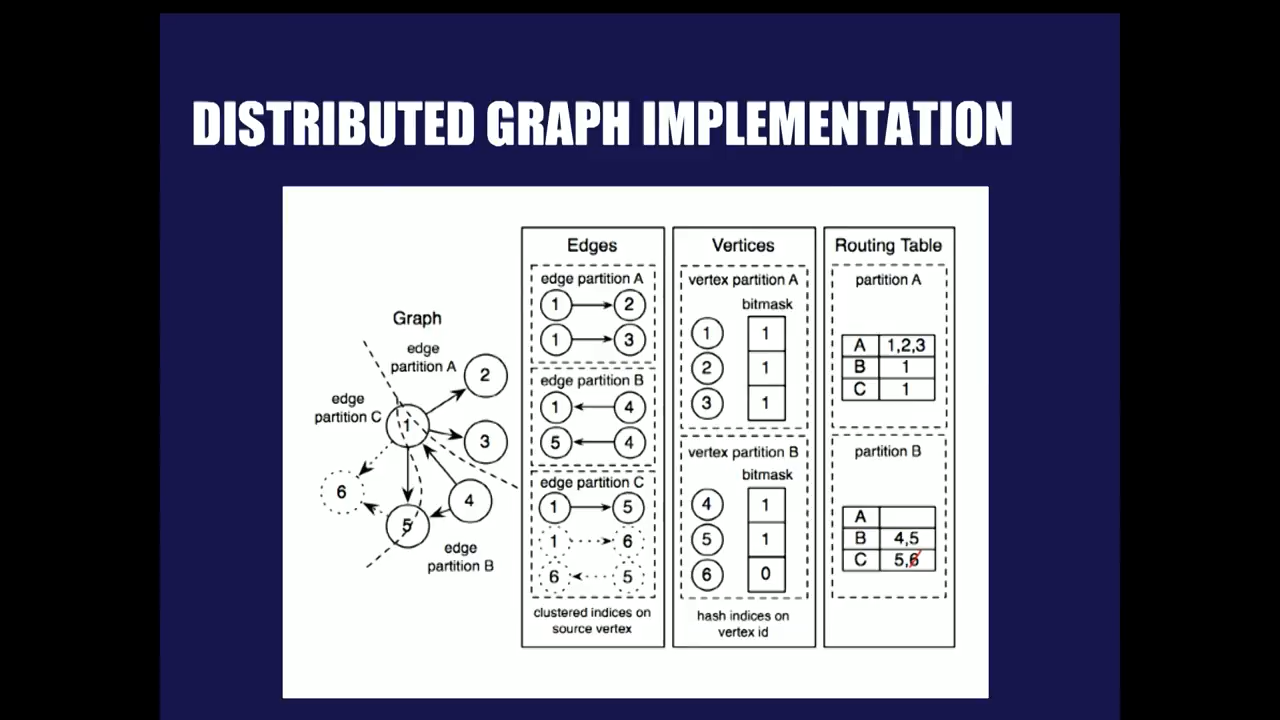 DISTRIBUTED GRAPH IMPLEMENTATION
Graph
edge
partition A
edge
partition C
2
1
3
6
4
5
edge
partition B
Edges
edge partition A
1 2
1 3
edge partition B
1 4
5 4
edge partition C
1 5
1 6
6 5
clustered indices on
source vertex
Vertices
vertex partition A
bitmask
1 1
2 1
3 1
vertex partition B
bitmask
4 1
5 1
6 0
hash indices on
vertex id
Routing Table
partition A
A 1,2,3
B 1
C 1
partition B
A
B 4,5
C 5,6